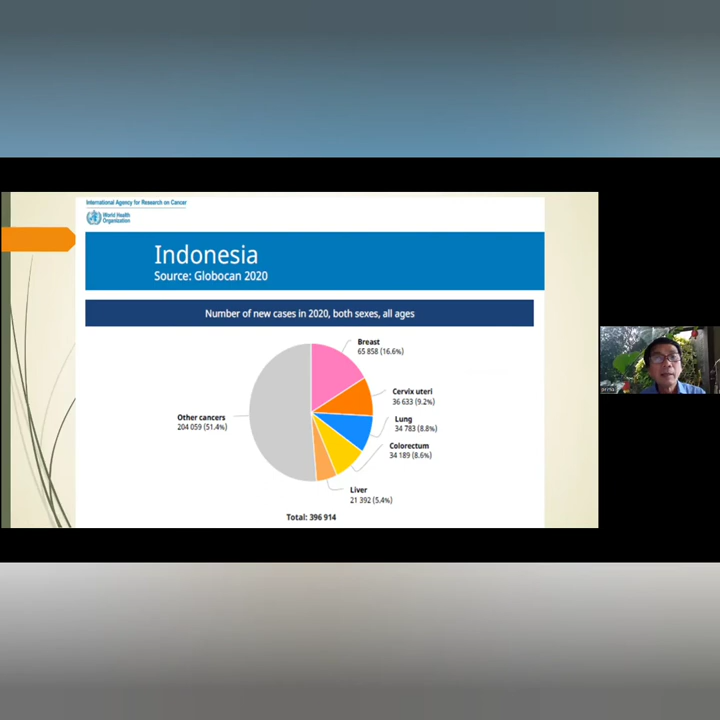 International Agency for Research on Cancer
World Health
Organization
Indonesia
Source: Globocan 2020
Number of new cases in 2020, both sexes, all ages
Breast
65 858 (16.6%)
Cervix uteri
36 633 (9.2%)
Lung
34 783 (8.8%)
Colorectum
34 189 (8.6%)
Liver
21 392 (5.4%)
Other cancers
204 059 (51.4%)
Total: 396 914